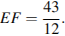 EF = 43/12.